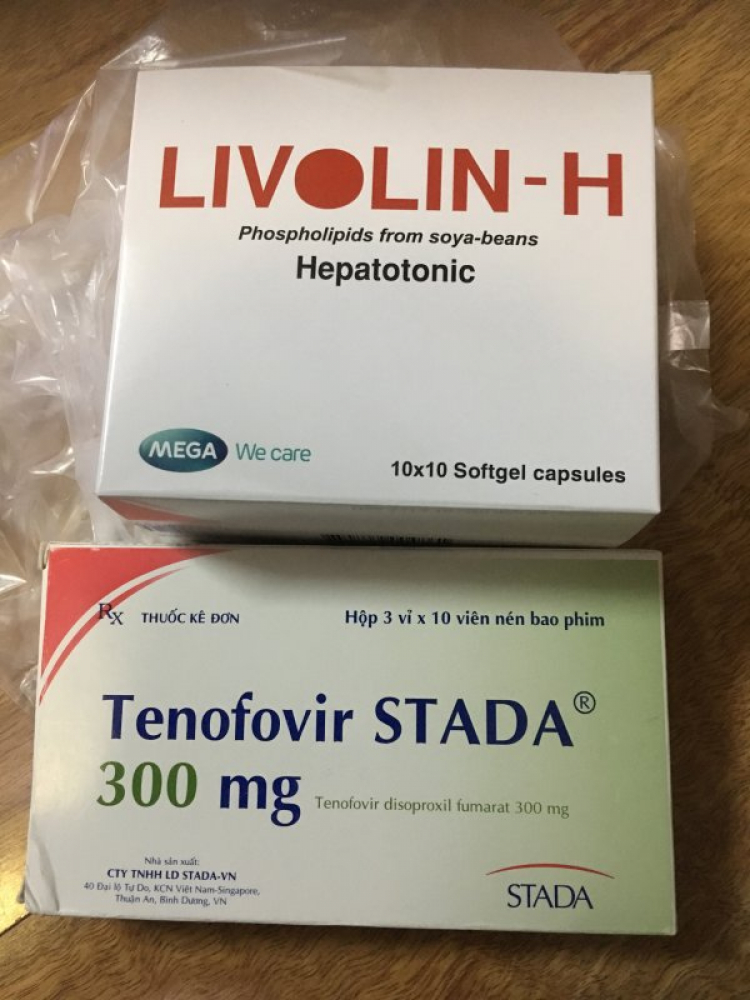 LIVOLIN-H
Phospholipids from soya-beans
Hepatotonic
MEGA We care
10x10 Softgel capsules
Rx THUỐC KÊ ĐƠN
Hộp 3 vỉ x 10 viên nén bao phim
Tenofovir STADA®
300 mg
Tenofovir disoproxil fumarat 300 mg
Nhà sản xuất:
CTY TNHH LD STADA-VN
40 Đại lộ Tự Do, KCN Việt Nam-Singapore,
Thuận An, Bình Dương, VN
STADA